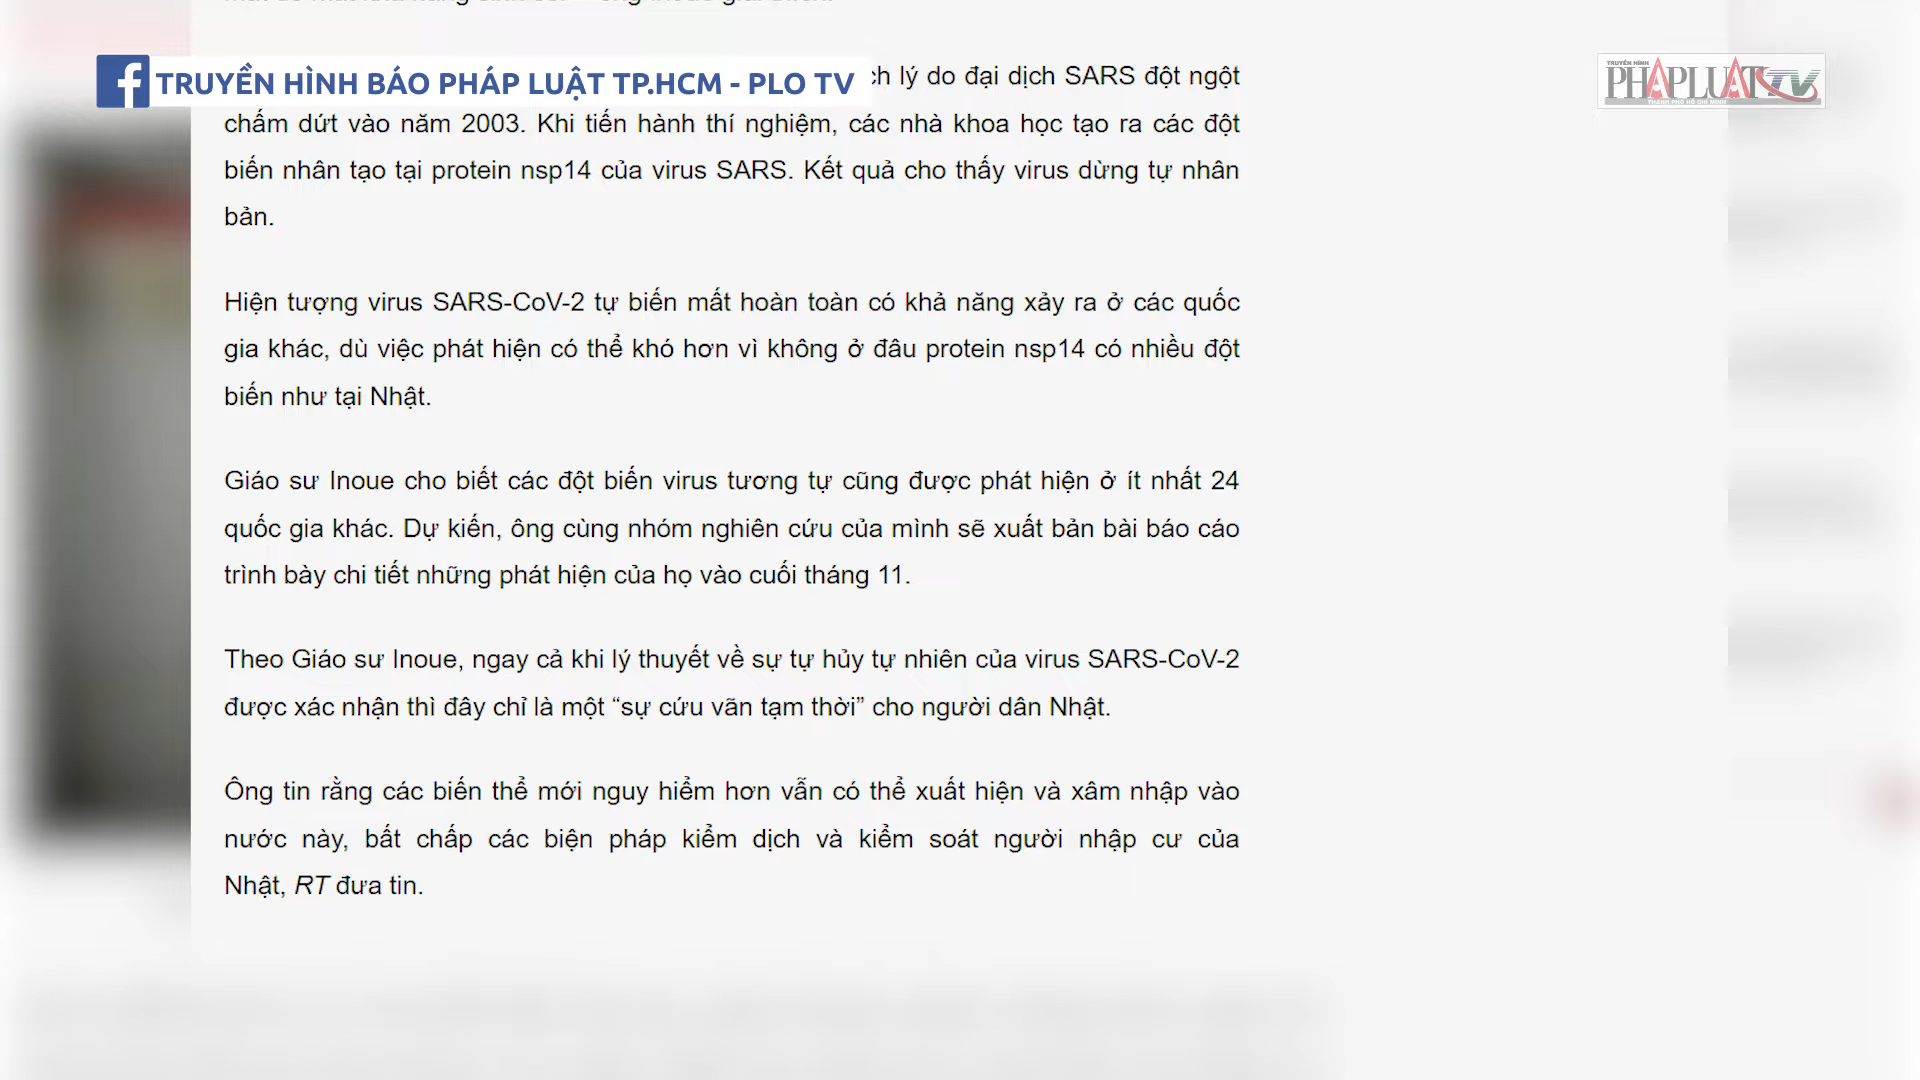 TRUYỀN HÌNH BÁO PHÁP LUẬT TP.HCM - PLO TV
TRUYỀN HÌNH
PHÁP LUẬT TV
THÀNH PHỐ HỒ CHÍ MINH
lý do đại dịch SARS đột ngột
chấm dứt vào năm 2003. Khi tiến hành thí nghiệm, các nhà khoa học tạo ra các đột
biến nhân tạo tại protein nsp14 của virus SARS. Kết quả cho thấy virus dừng tự nhân
bản.
Hiện tượng virus SARS-CoV-2 tự biến mất hoàn toàn có khả năng xảy ra ở các quốc
gia khác, dù việc phát hiện có thể khó hơn vì không ở đâu protein nsp14 có nhiều đột
biến như tại Nhật.
Giáo sư Inoue cho biết các đột biến virus tương tự cũng được phát hiện ở ít nhất 24
quốc gia khác. Dự kiến, ông cùng nhóm nghiên cứu của mình sẽ xuất bản bài báo cáo
trình bày chi tiết những phát hiện của họ vào cuối tháng 11.
Theo Giáo sư Inoue, ngay cả khi lý thuyết về sự tự hủy tự nhiên của virus SARS-CoV-2
được xác nhận thì đây chỉ là một “sự cứu vãn tạm thời” cho người dân Nhật.
Ông tin rằng các biến thể mới nguy hiểm hơn vẫn có thể xuất hiện và xâm nhập vào
nước này, bất chấp các biện pháp kiểm dịch và kiểm soát người nhập cư của
Nhật, RT đưa tin.